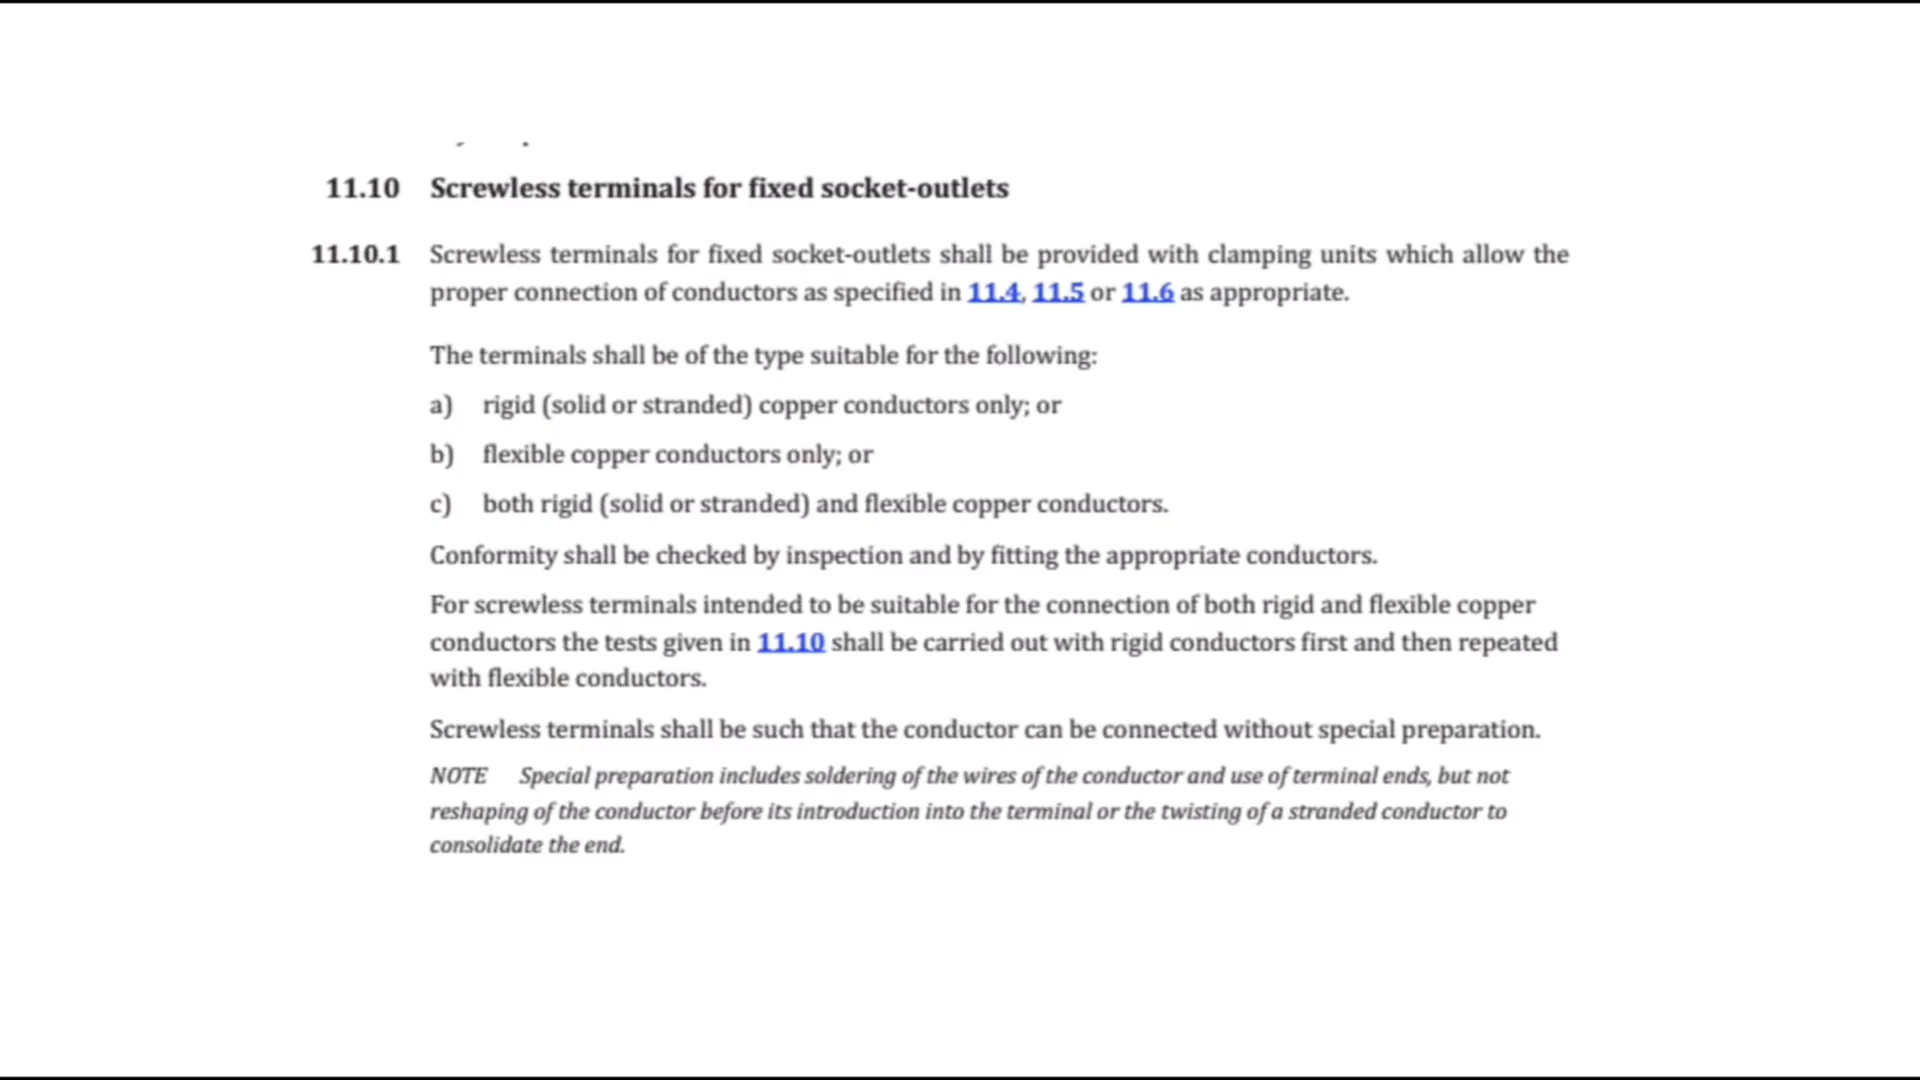 11.10 Screwless terminals for fixed socket-outlets
11.10.1 Screwless terminals for fixed socket-outlets shall be provided with clamping units which allow the
proper connection of conductors as specified in 11.4, 11.5 or 11.6 as appropriate.
The terminals shall be of the type suitable for the following:
a) rigid (solid or stranded) copper conductors only; or
b) flexible copper conductors only; or
c) both rigid (solid or stranded) and flexible copper conductors.
Conformity shall be checked by inspection and by fitting the appropriate conductors.
For screwless terminals intended to be suitable for the connection of both rigid and flexible copper
conductors the tests given in 11.10 shall be carried out with rigid conductors first and then repeated
with flexible conductors.
Screwless terminals shall be such that the conductor can be connected without special preparation.
NOTE Special preparation includes soldering of the wires of the conductor and use of terminal ends, but not
reshaping of the conductor before its introduction into the terminal or the twisting of a stranded conductor to
consolidate the end.